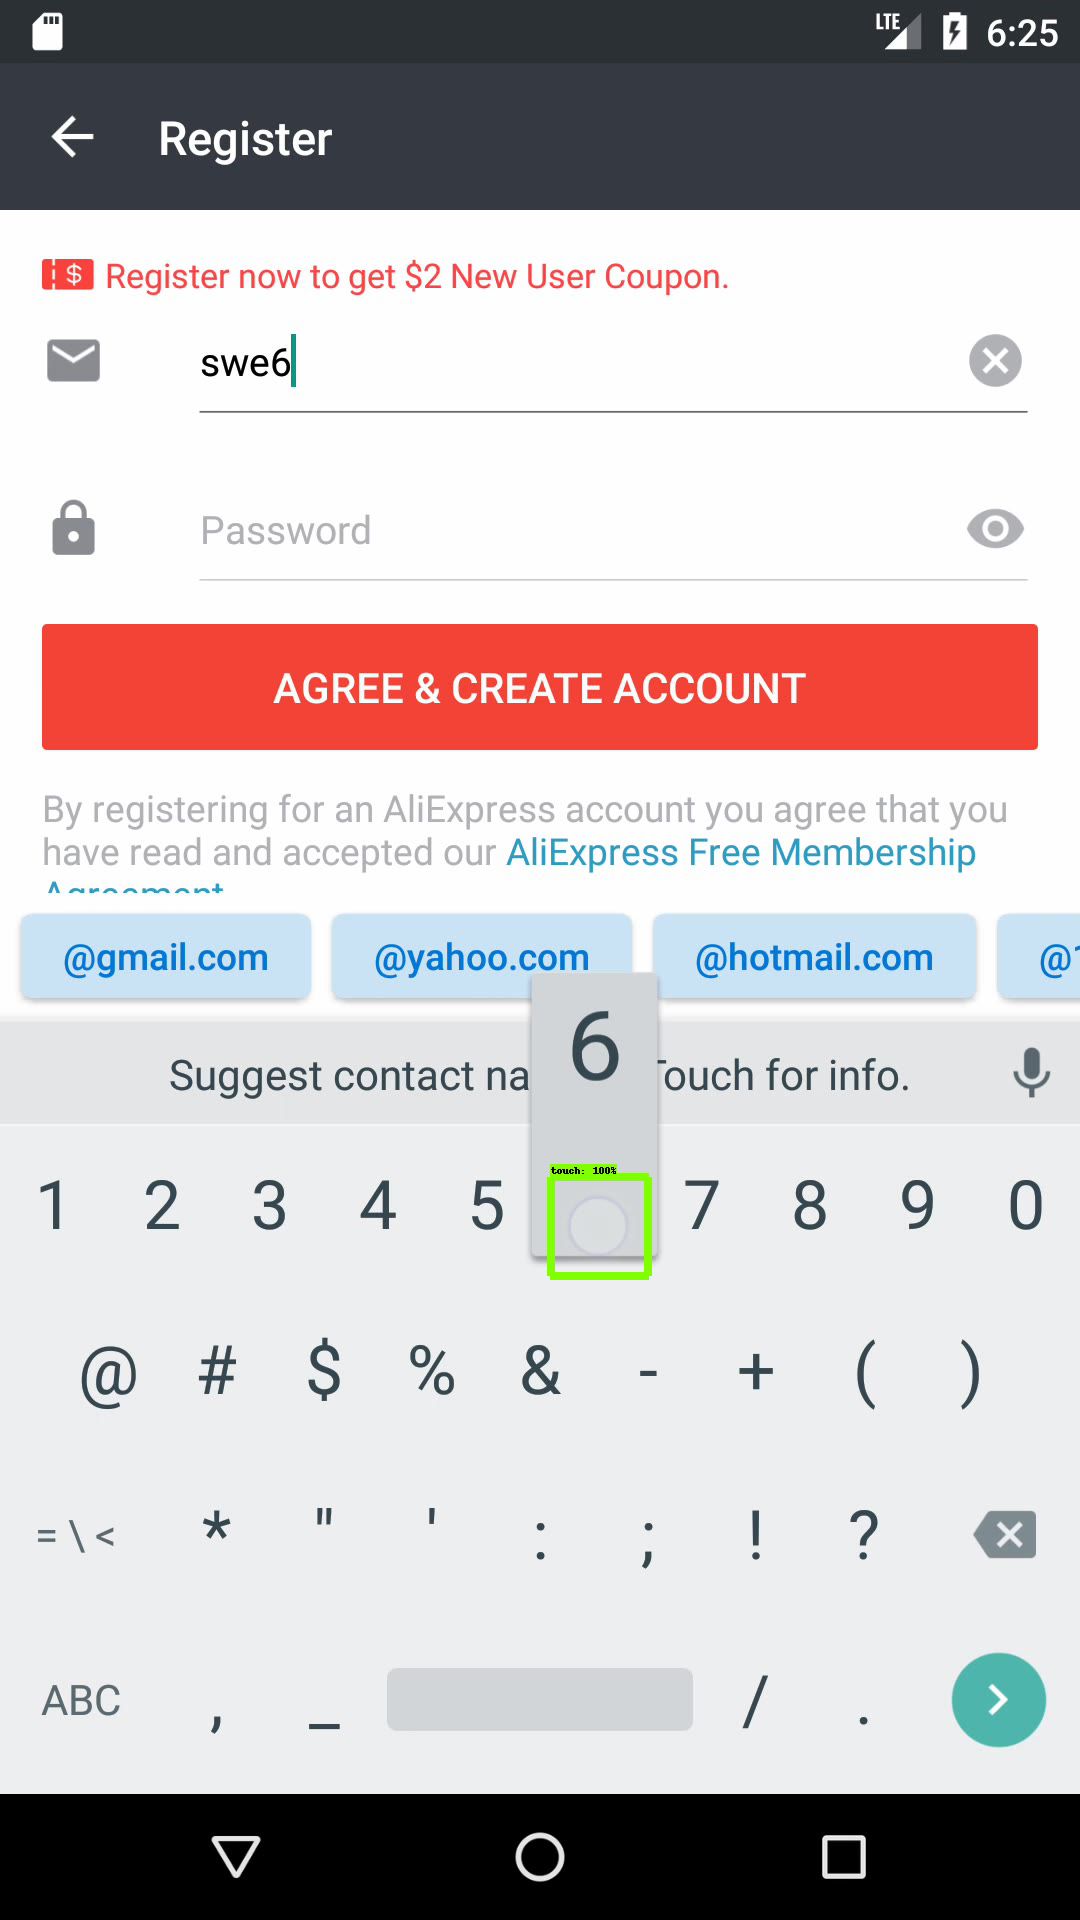 LTE 6:25
Register
$ Register now to get $2 New User Coupon.
swe6
Password
AGREE & CREATE ACCOUNT
By registering for an AliExpress account you agree that you
have read and accepted our AliExpress Free Membership
Agreement
@gmail.com @yahoo.com @hotmail.com @1
6
Suggest contact na Touch for info.
touch: 100%
1 2 3 4 5 7 8 9 0
@ # $ % & - + ( )
= \ < * " ' : ; ! ?
ABC , _ / .